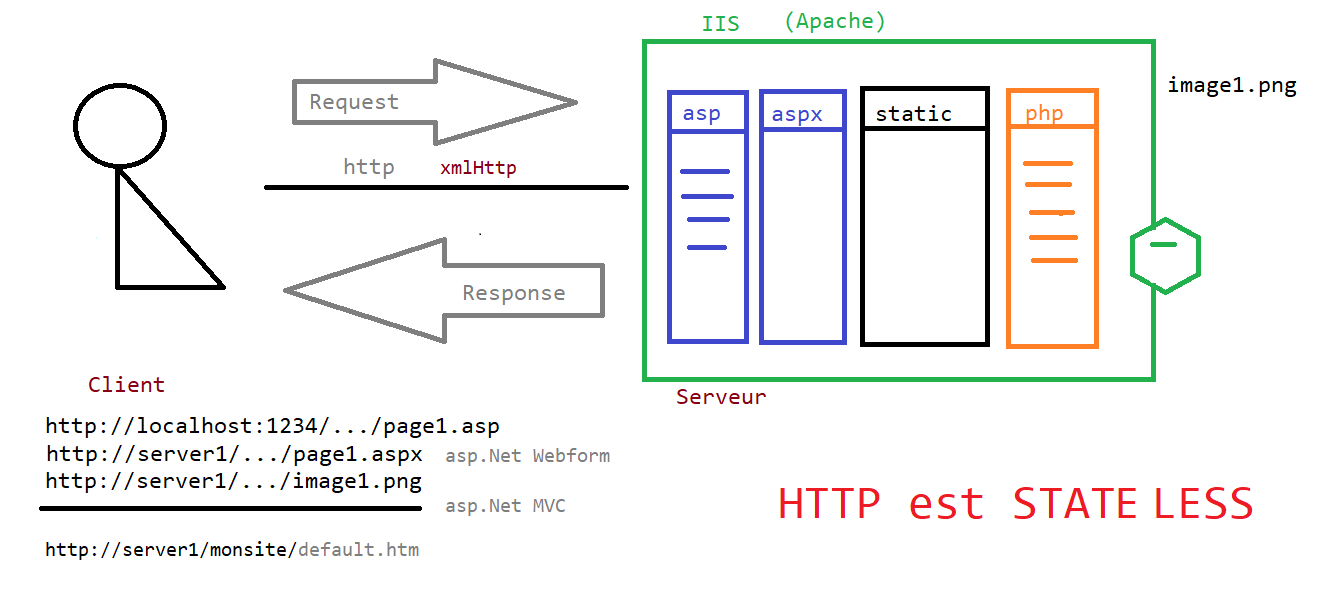 IIS (Apache)
image1.png
Request
asp
aspx
static
php
http xmlHttp
Response
Client
Serveur
http://localhost:1234/.../page1.asp
http://server1/.../page1.aspx asp.Net Webform
http://server1/.../image1.png
asp.Net MVC
HTTP est STATE LESS
http://server1/monsite/default.htm